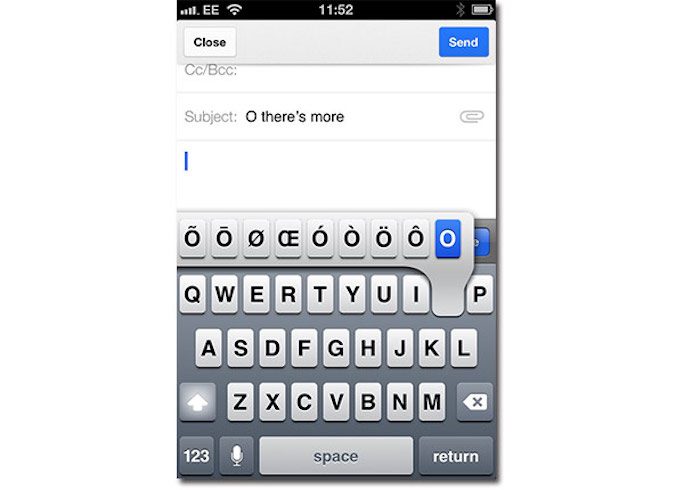 EE 11:52
Close Send
Cc/Bcc:
Subject: O there's more
Õ Ō Ø Œ Ó Ò Ö Ô O
Q W E R T Y U I P
A S D F G H J K L
Z X C V B N M
123 space return